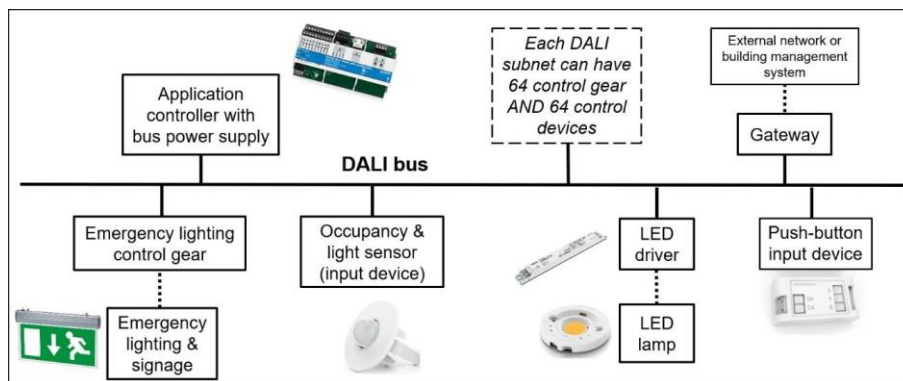 Application
controller with
bus power supply
Each DALI
subnet can have
64 control gear
AND 64 control
devices
External network or
building management
system
Gateway
DALI bus
Emergency lighting
control gear
Occupancy &
light sensor
(input device)
LED
driver
Push-button
input device
Emergency
lighting &
signage
LED
lamp